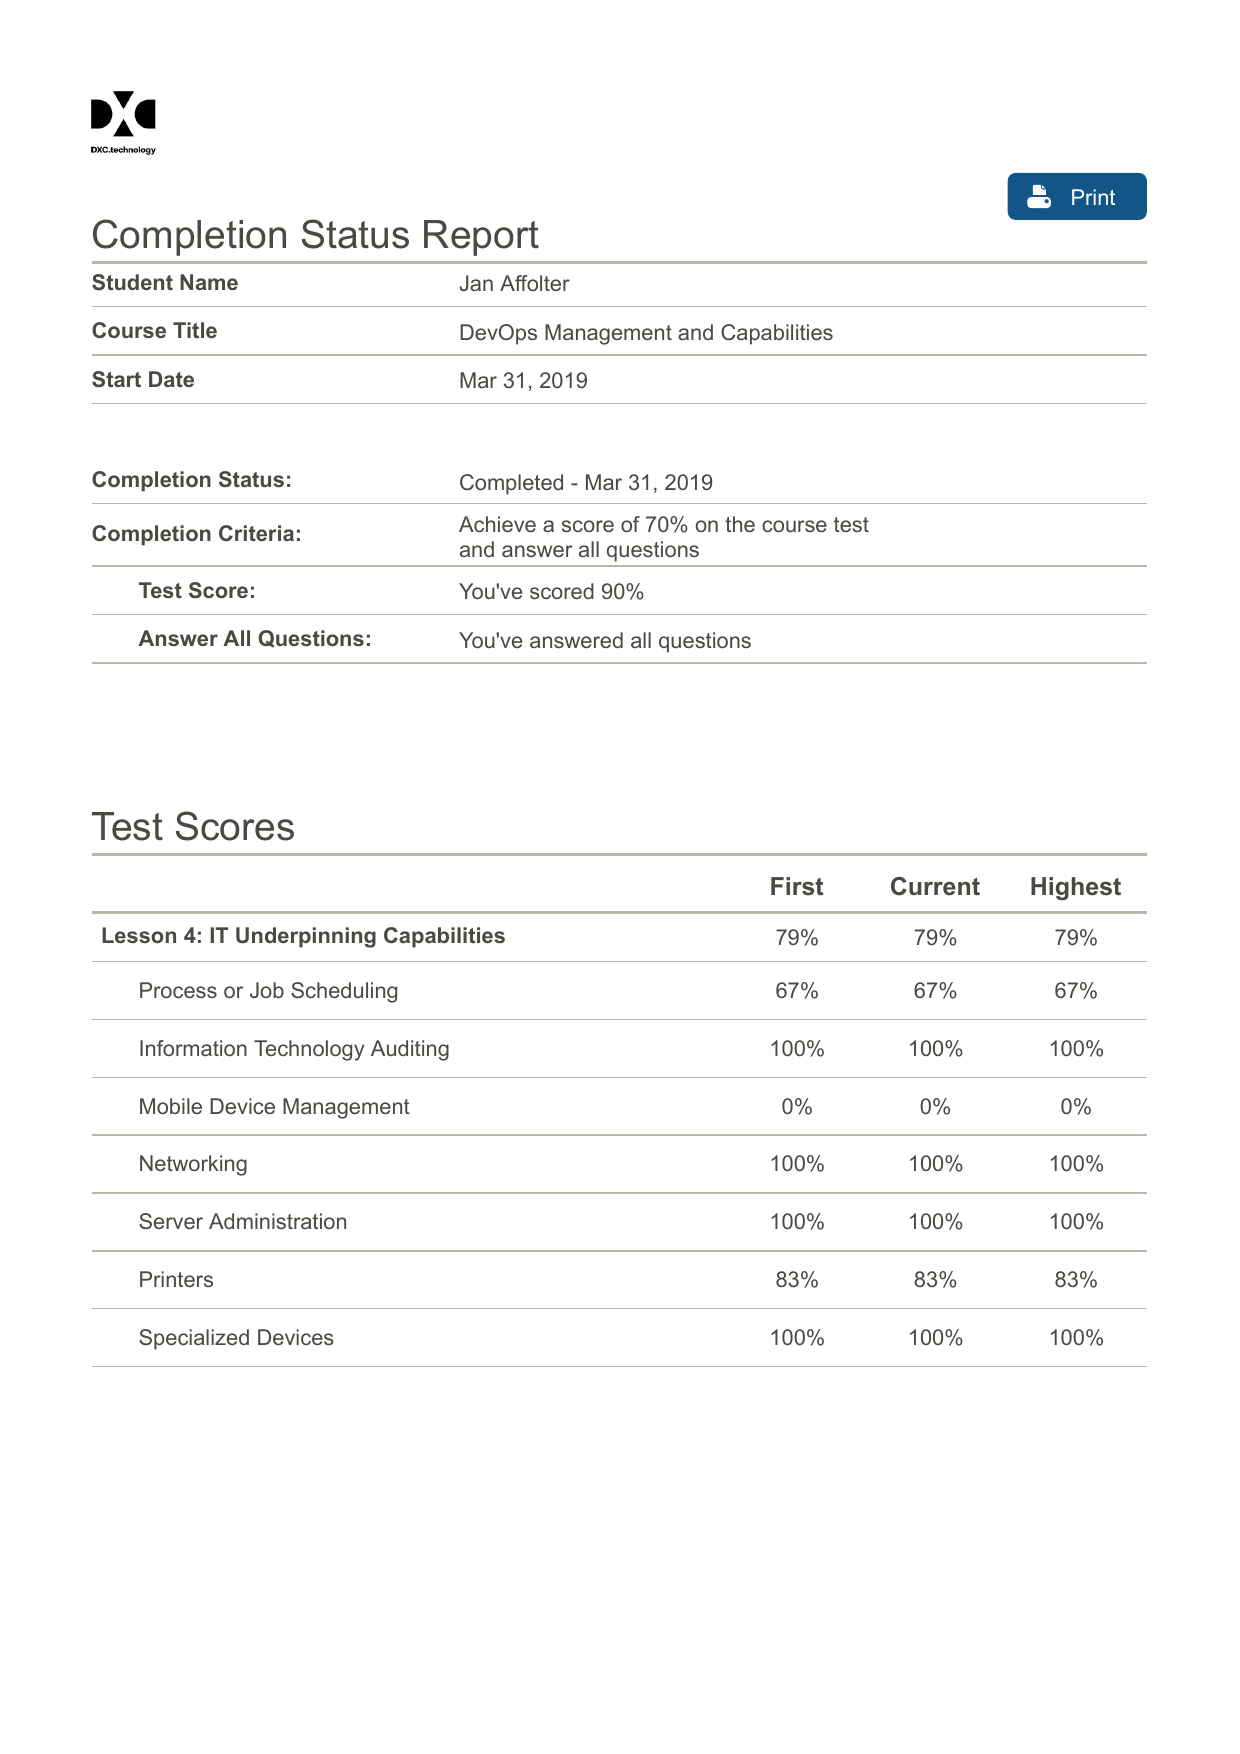 DXC.technology
Print
Completion Status Report
Student Name Jan Affolter
Course Title DevOps Management and Capabilities
Start Date Mar 31, 2019
Completion Status: Completed - Mar 31, 2019
Completion Criteria: Achieve a score of 70% on the course test
and answer all questions
Test Score: You've scored 90%
Answer All Questions: You've answered all questions
Test Scores
First Current Highest
Lesson 4: IT Underpinning Capabilities 79% 79% 79%
Process or Job Scheduling 67% 67% 67%
Information Technology Auditing 100% 100% 100%
Mobile Device Management 0% 0% 0%
Networking 100% 100% 100%
Server Administration 100% 100% 100%
Printers 83% 83% 83%
Specialized Devices 100% 100% 100%